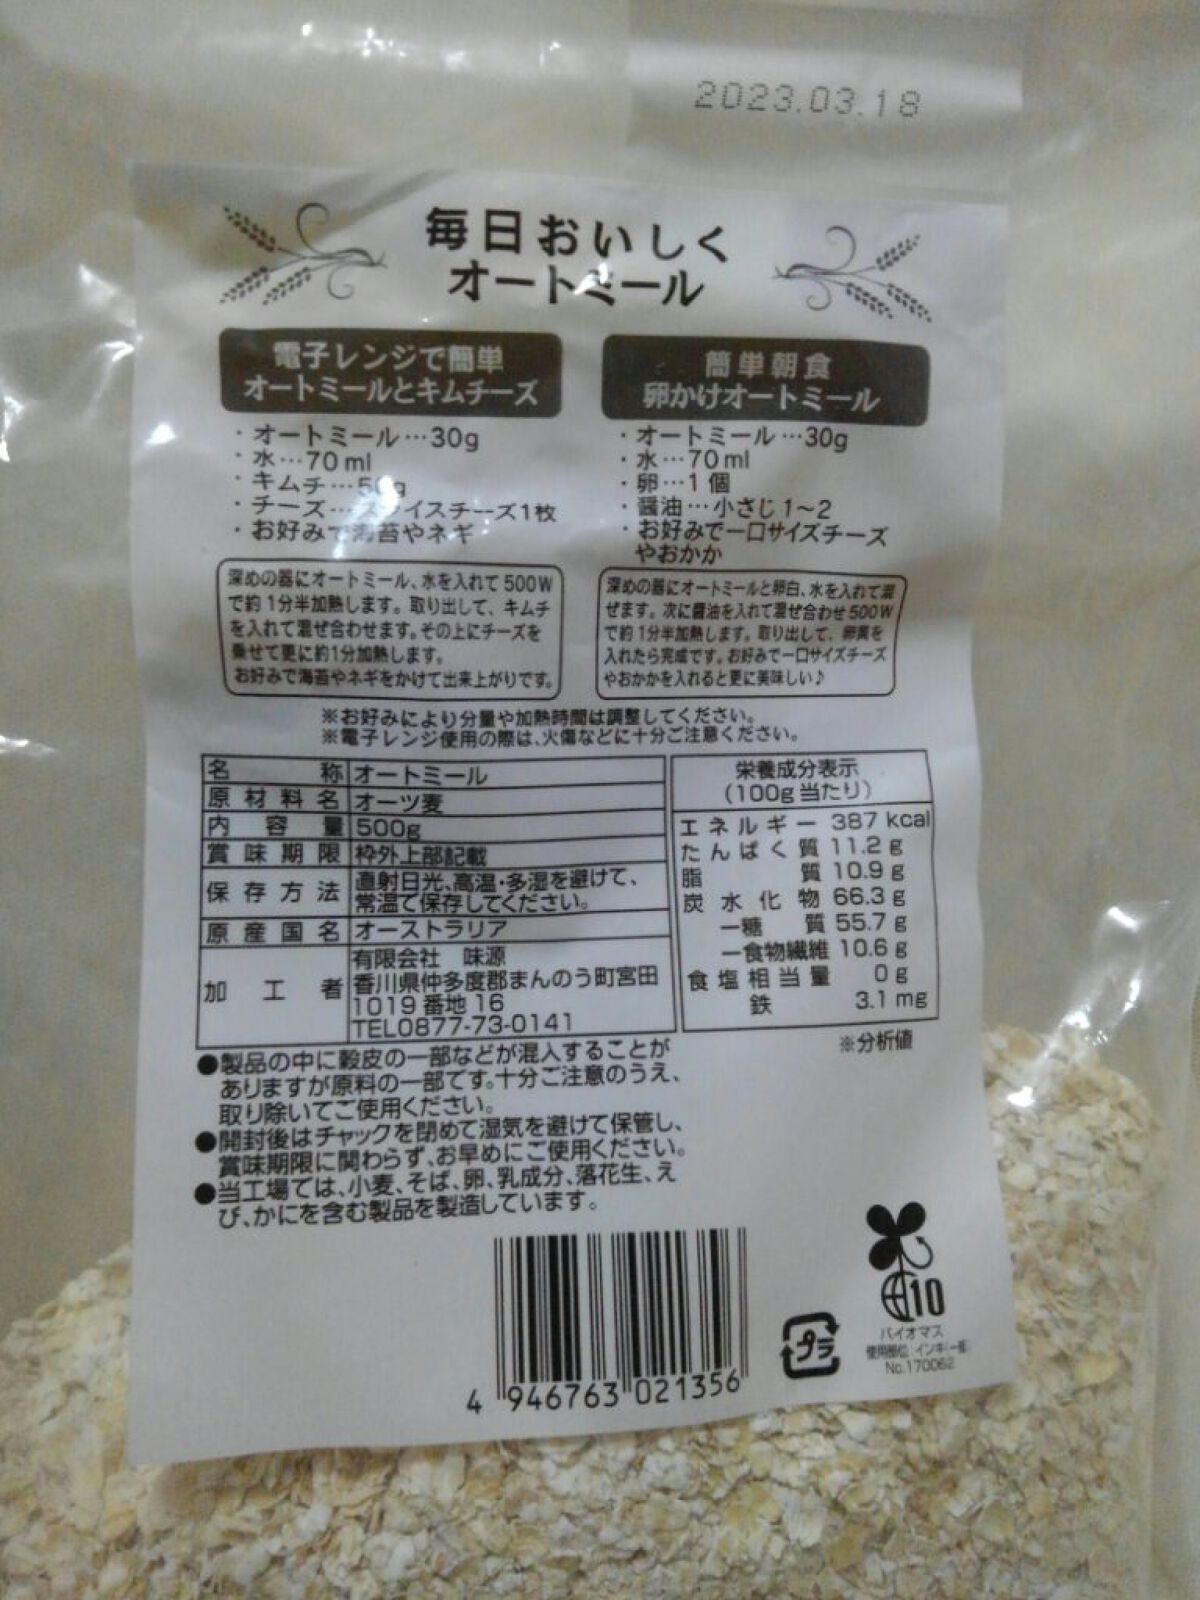 2023.03.18
毎日おいしく
オートミール
電子レンジで簡単
オートミールとキムチーズ
・オートミール…30g
・水…70ml
・キムチ…50g
・チーズ…スライスチーズ1枚
・お好みで海苔やネギ
深めの器にオートミール、水を入れて500W
で約1分半加熱します。取り出して、キムチ
を入れて混ぜ合わせます。その上にチーズを
乗せて更に約1分加熱します。
お好みで海苔やネギをかけて出来上がりです。
簡単朝食
卵かけオートミール
・オートミール…30g
・水…70ml
・卵…1個
・醤油…小さじ1～2
・お好みで一口サイズチーズ
やおかか
深めの器にオートミールと卵白、水を入れて混
ぜます。次に醤油を入れて混ぜ合わせ500W
で約1分半加熱します。取り出して、卵黄を
入れたら完成です。お好みで一口サイズチーズ
やおかかを入れると更に美味しい♪
※お好みにより分量や加熱時間は調整してください。
※電子レンジ使用の際は、火傷などに十分ご注意ください。
名称 オートミール
原材料名 オーツ麦
内容量 500g
賞味期限 枠外上部記載
保存方法 直射日光、高温・多湿を避けて、
常温で保存してください。
原産国名 オーストラリア
加工者 有限会社 味源
香川県仲多度郡まんのう町宮田
1019番地16
TEL0877-73-0141
栄養成分表示
(100g当たり)
エネルギー 387 kcal
たんぱく質 11.2 g
脂質 10.9 g
炭水化物 66.3 g
ー糖質 55.7 g
ー食物繊維 10.6 g
食塩相当量 0 g
鉄 3.1 mg
※分析値
●製品の中に穀皮の一部などが混入することが
ありますが原料の一部です。十分ご注意のうえ、
取り除いてご使用ください。
●開封後はチャックを閉めて湿気を避けて保管し、
賞味期限に関わらず、お早めにご使用ください。
●当工場では、小麦、そば、卵、乳成分、落花生、え
び、かにを含む製品を製造しています。
4 946763 021356
プラ
10
バイオマス
使用部位:インキ(一部)
No.170062